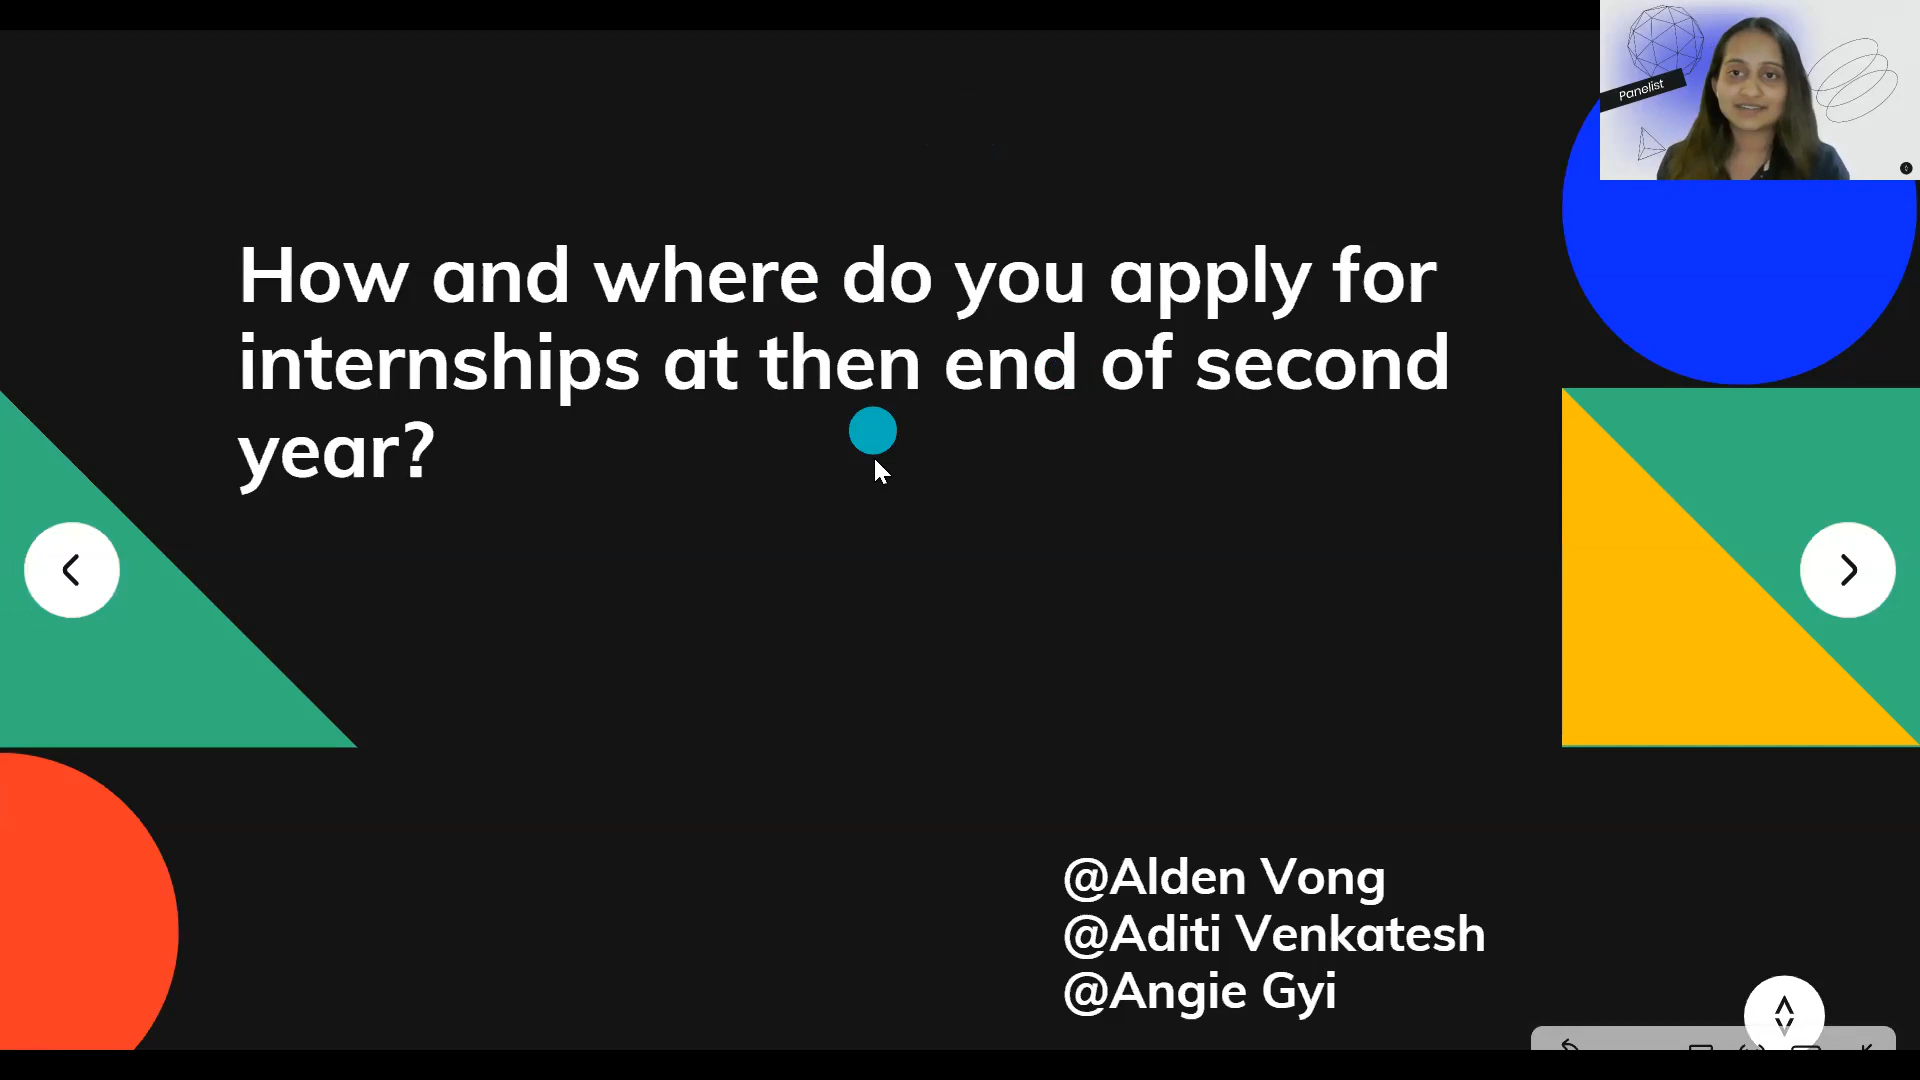 Panelist
How and where do you apply for
internships at then end of second
year?
@Alden Vong
@Aditi Venkatesh
@Angie Gyi